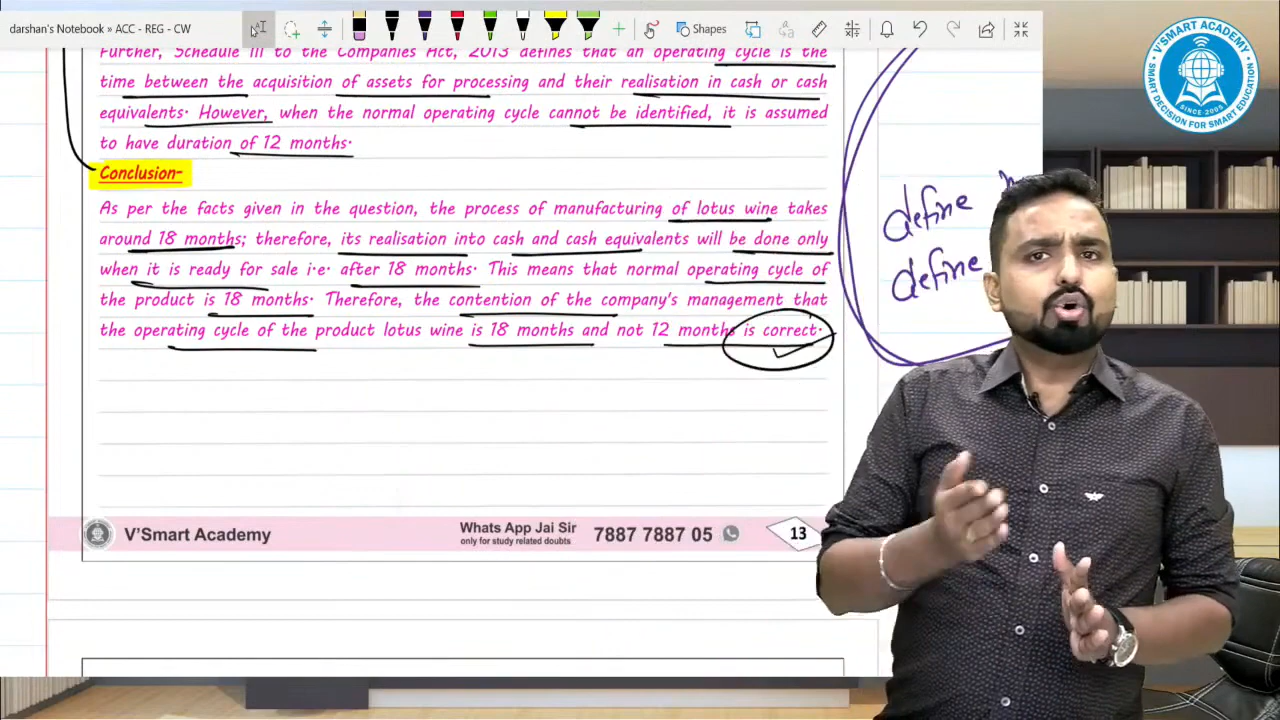 darshan's Notebook » ACC - REG - CW
Shapes
Further, Schedule III to the Companies Act, 2013 defines that an operating cycle is the
time between the acquisition of assets for processing and their realisation in cash or cash
equivalents. However, when the normal operating cycle cannot be identified, it is assumed
to have duration of 12 months.
Conclusion-
As per the facts given in the question, the process of manufacturing of lotus wine takes
around 18 months; therefore, its realisation into cash and cash equivalents will be done only
when it is ready for sale i.e. after 18 months. This means that normal operating cycle of
the product is 18 months. Therefore, the contention of the company's management that
the operating cycle of the product lotus wine is 18 months and not 12 months is correct.
define
define
V'Smart Academy
Whats App Jai Sir
only for study related doubts
7887 7887 05
13
V'SMART ACADEMY
SINCE-2005
SMART DECISION FOR SMART EDUCATION